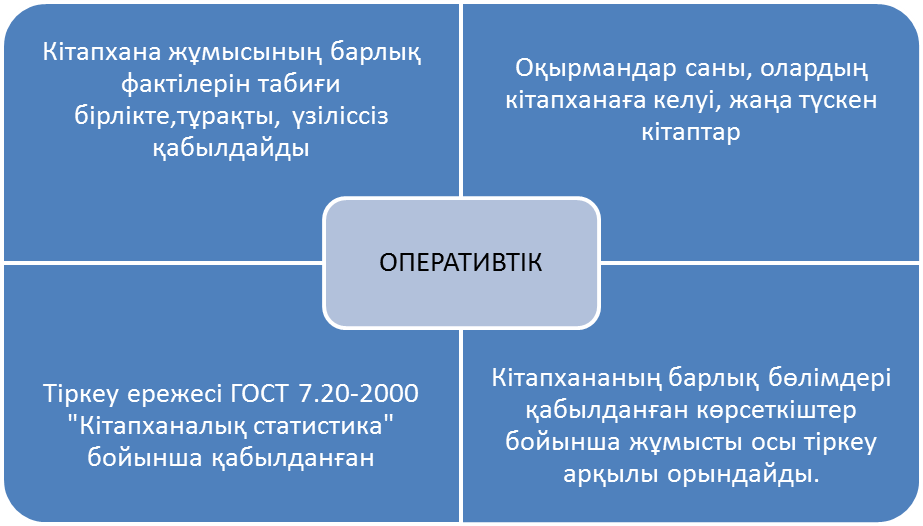 Кітапхана жұмысының барлық
фактілерін табиғи
бірлікте,тұрақты, үзіліссіз
қабылдайды
Оқырмандар саны, олардың
кітапханаға келуі, жаңа түскен
кітаптар
ОПЕРАТИВТІК
Тіркеу ережесі ГОСТ 7.20-2000
"Кітапханалық статистика"
бойынша қабылданған
Кітапхананың барлық бөлімдері
қабылданған көрсеткіштер
бойынша жұмысты осы тіркеу
арқылы орындайды.